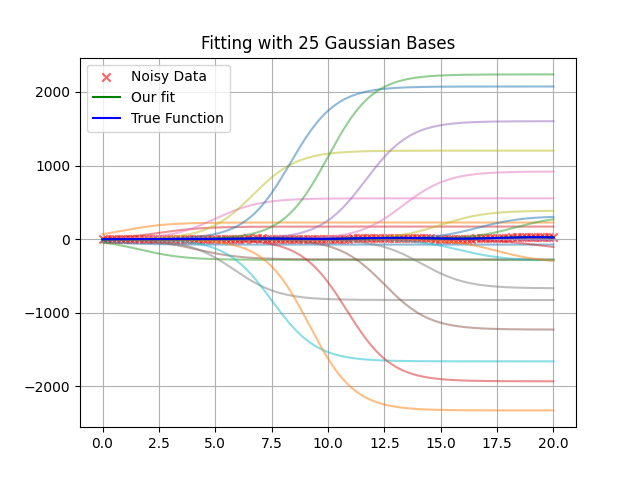 Fitting with 25 Gaussian Bases
Noisy Data
Our fit
True Function
2000
1000
0
−1000
−2000
0.0 2.5 5.0 7.5 10.0 12.5 15.0 17.5 20.0